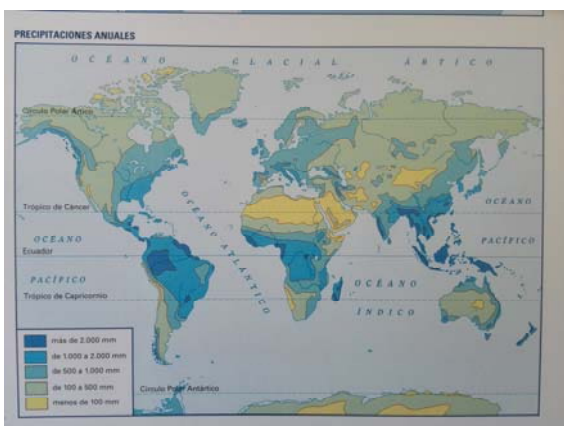 PRECIPITACIONES ANUALES
OCÉANO GLACIAL ÁRTICO
Círculo Polar Ártico
Trópico de Cáncer
OCÉANO ATLÁNTICO
OCÉANO
PACÍFICO
OCÉANO
Ecuador
PACÍFICO
OCÉANO
ÍNDICO
Trópico de Capricornio
más de 2.000 mm
de 1.000 a 2.000 mm
de 500 a 1.000 mm
de 100 a 500 mm
menos de 100 mm
Círculo Polar Antártico